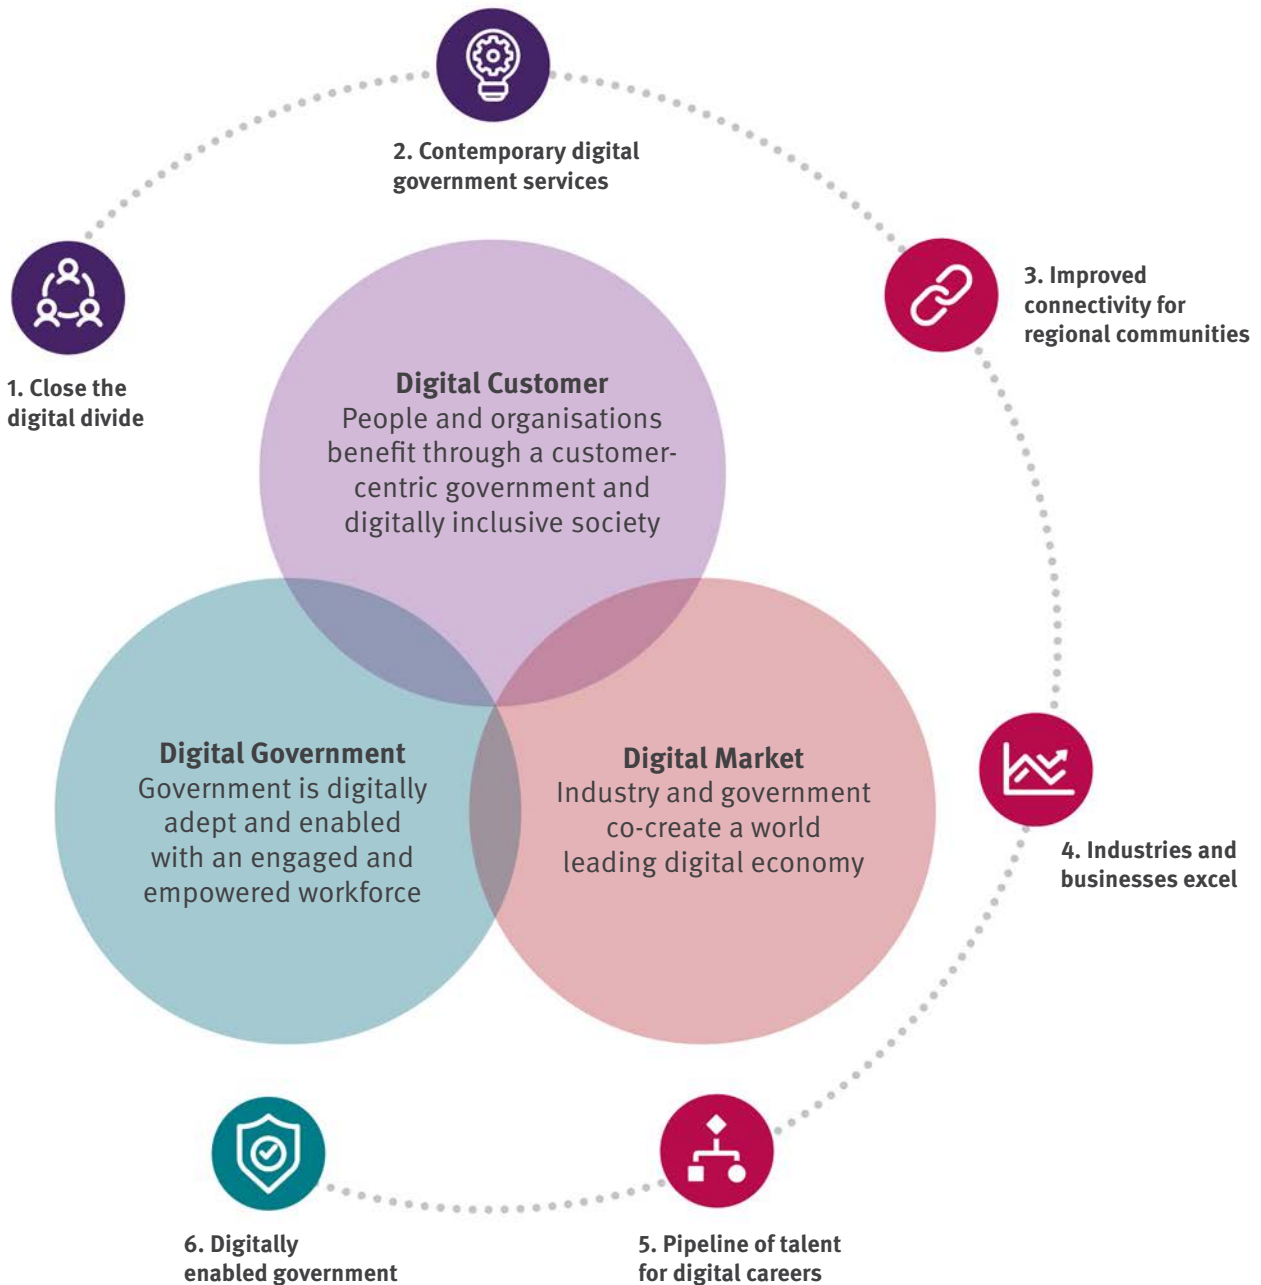 2. Contemporary digital
government services
3. Improved
connectivity for
regional communities
1. Close the
digital divide
Digital Customer
People and organisations
benefit through a customer-
centric government and
digitally inclusive society
Digital Government
Government is digitally
adept and enabled
with an engaged and
empowered workforce
Digital Market
Industry and government
co-create a world
leading digital economy
4. Industries and
businesses excel
6. Digitally
enabled government
5. Pipeline of talent
for digital careers